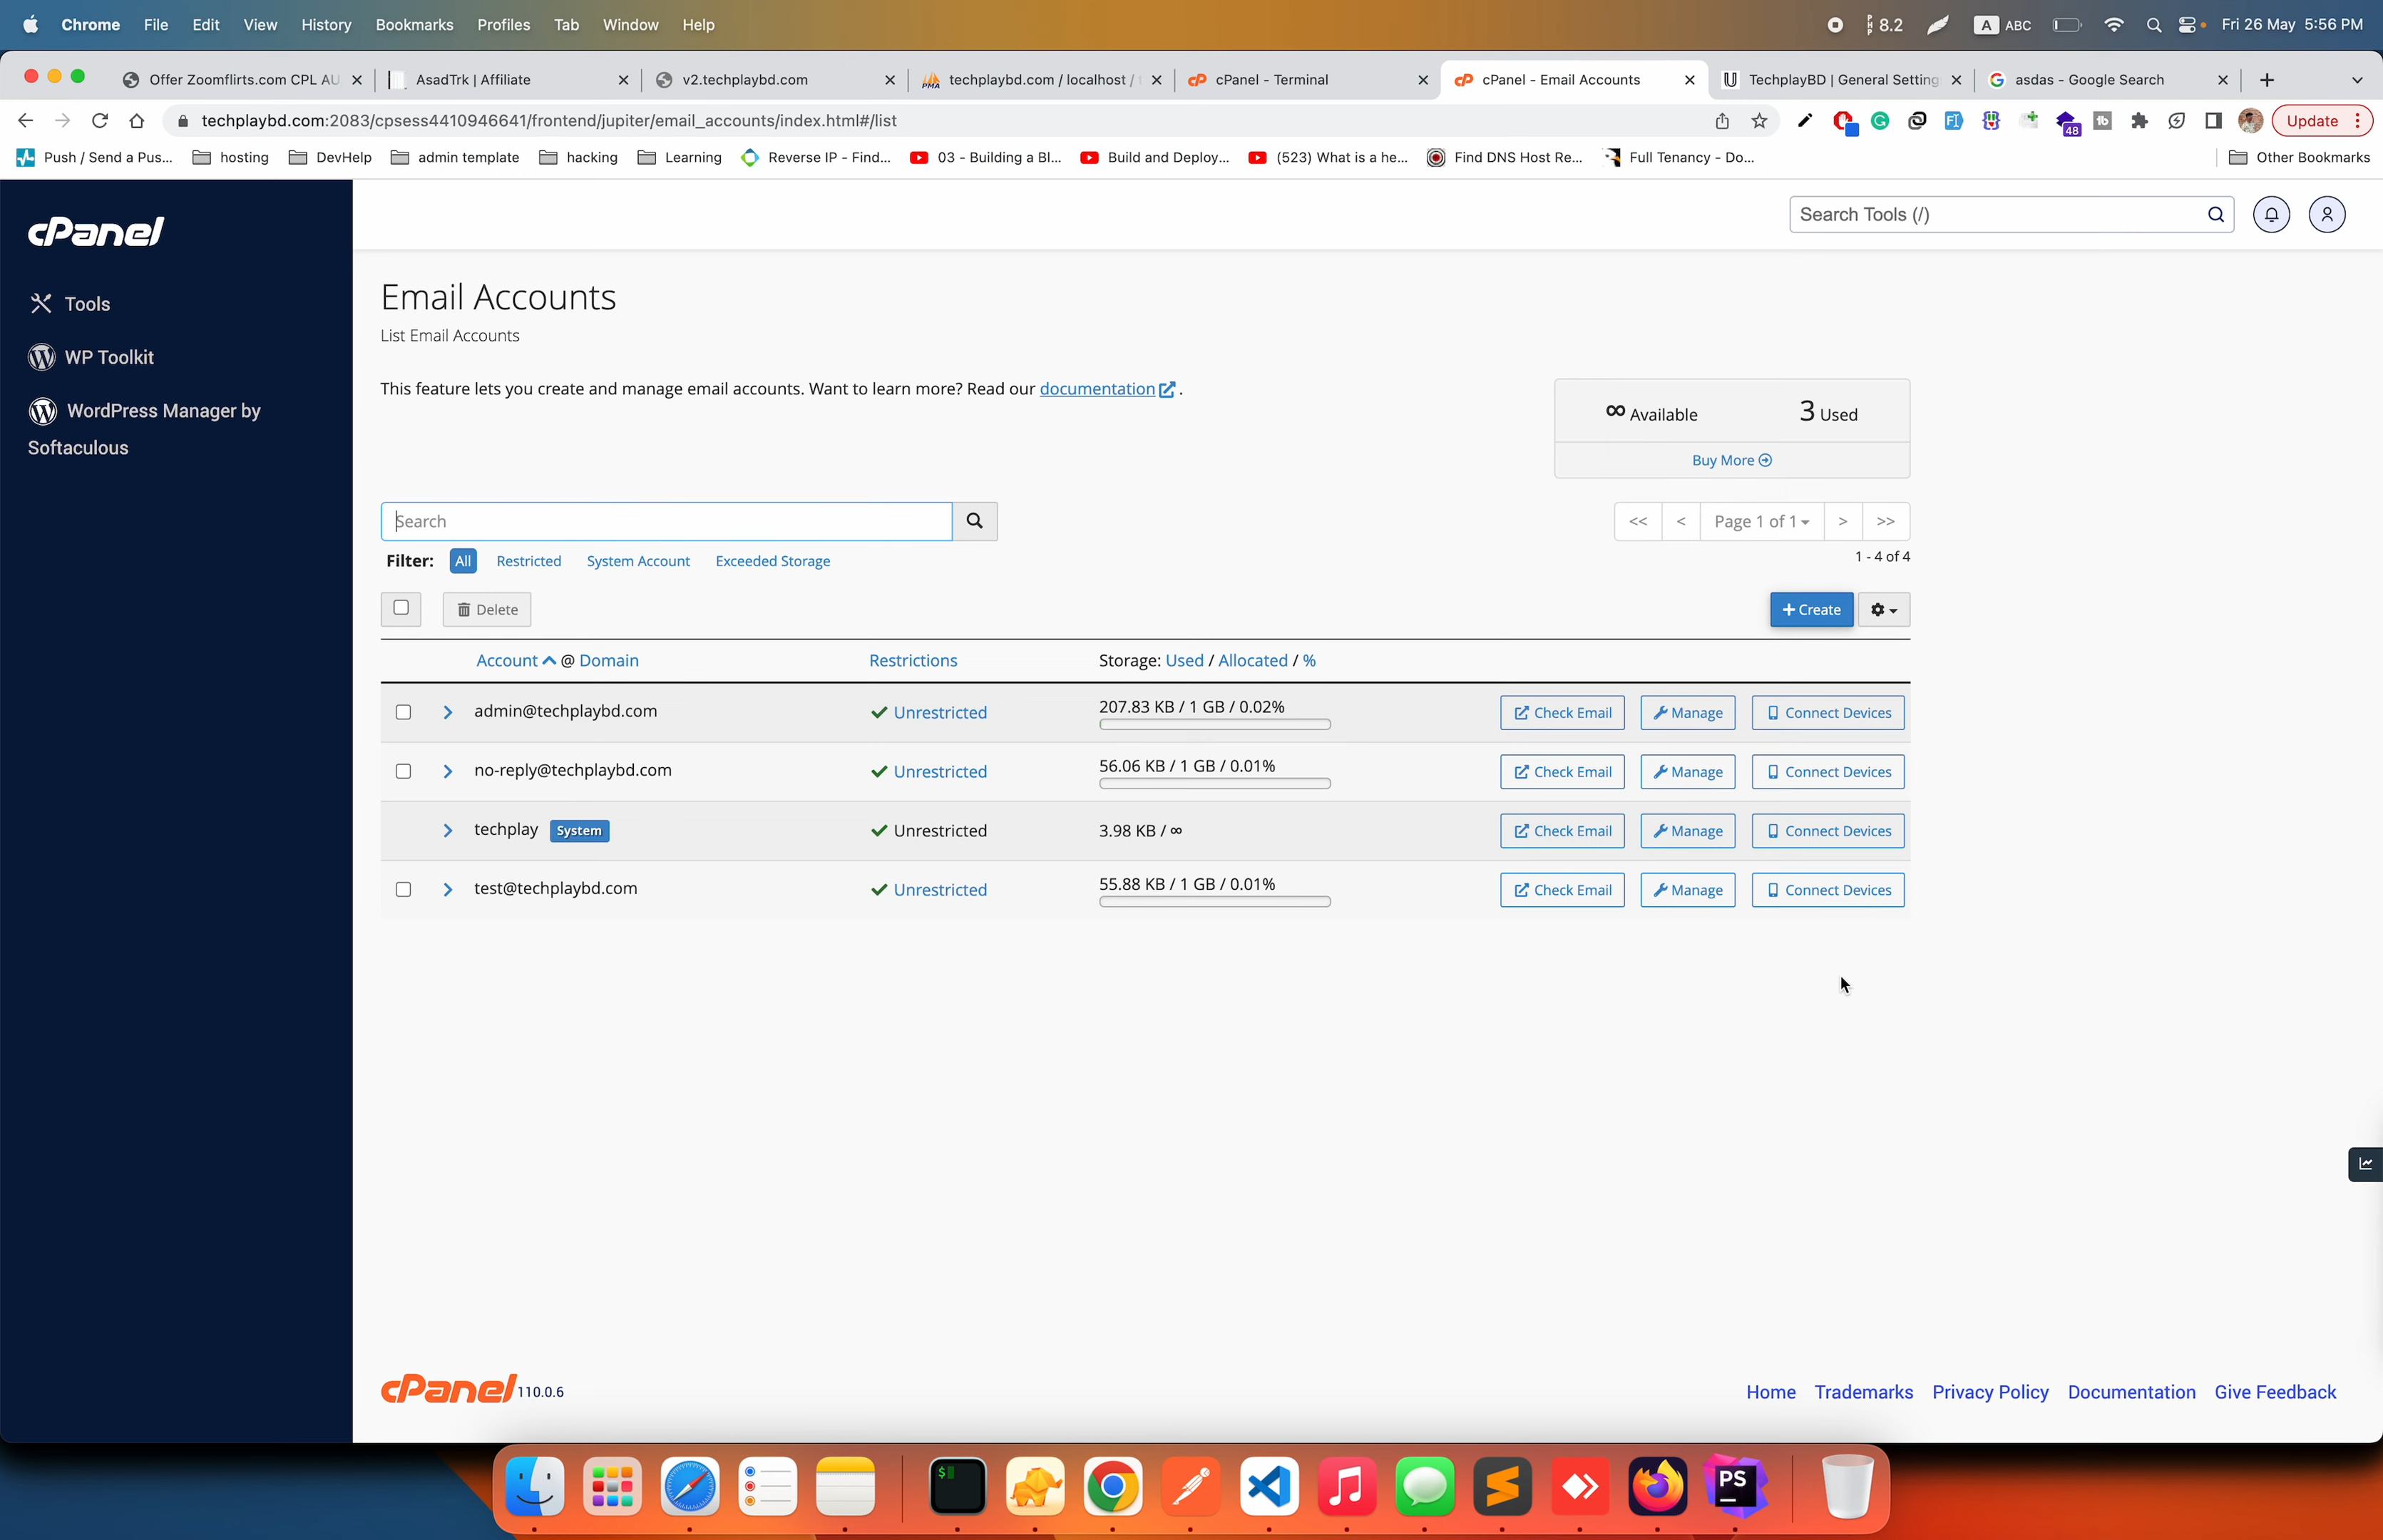 Chrome File Edit View History Bookmarks Profiles Tab Window Help PHP 8.2 A ABC Fri 26 May 5:56 PM
Offer Zoomflirts.com CPL AU AsadTrk | Affiliate v2.techplaybd.com PMA techplaybd.com / localhost / cPanel - Terminal cPanel - Email Accounts TechplayBD | General Setting asdas - Google Search
techplaybd.com:2083/cpsess4410946641/frontend/jupiter/email_accounts/index.html#/list 48 Update
Push / Send a Pus... hosting DevHelp admin template hacking Learning Reverse IP - Find... 03 - Building a Bl... Build and Deploy... (523) What is a he... Find DNS Host Re... Full Tenancy - Do... Other Bookmarks
cPanel
Search Tools (/)
Tools
WP Toolkit
WordPress Manager by
Softaculous
Email Accounts
List Email Accounts
This feature lets you create and manage email accounts. Want to learn more? Read our documentation .
∞ Available 3 Used
Buy More
Search
<< < Page 1 of 1 > >>
Filter: All Restricted System Account Exceeded Storage
1 - 4 of 4
Delete
+ Create
Account @ Domain Restrictions Storage: Used / Allocated / %
admin@techplaybd.com Unrestricted 207.83 KB / 1 GB / 0.02% Check Email Manage Connect Devices
no-reply@techplaybd.com Unrestricted 56.06 KB / 1 GB / 0.01% Check Email Manage Connect Devices
techplay System Unrestricted 3.98 KB / ∞ Check Email Manage Connect Devices
test@techplaybd.com Unrestricted 55.88 KB / 1 GB / 0.01% Check Email Manage Connect Devices
cPanel 110.0.6
Home Trademarks Privacy Policy Documentation Give Feedback
$
PS